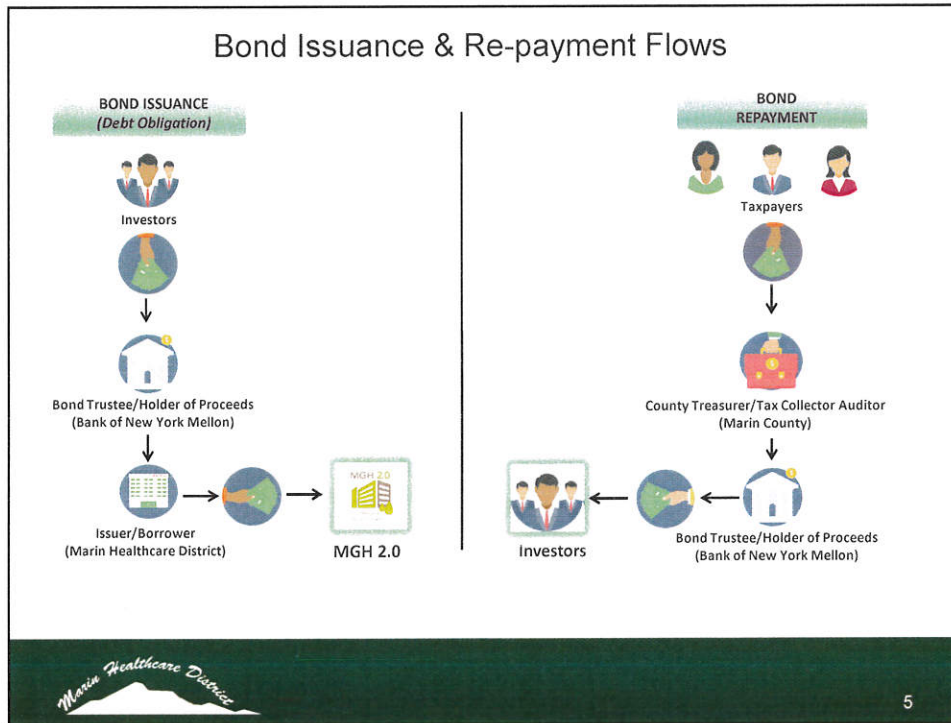 Bond Issuance & Re-payment Flows
BOND ISSUANCE
(Debt Obligation)
Investors
Bond Trustee/Holder of Proceeds
(Bank of New York Mellon)
Issuer/Borrower
(Marin Healthcare District)
MGH 2.0
MGH 2.0
BOND
REPAYMENT
Taxpayers
County Treasurer/Tax Collector Auditor
(Marin County)
Bond Trustee/Holder of Proceeds
(Bank of New York Mellon)
Investors
Marin Healthcare District
5